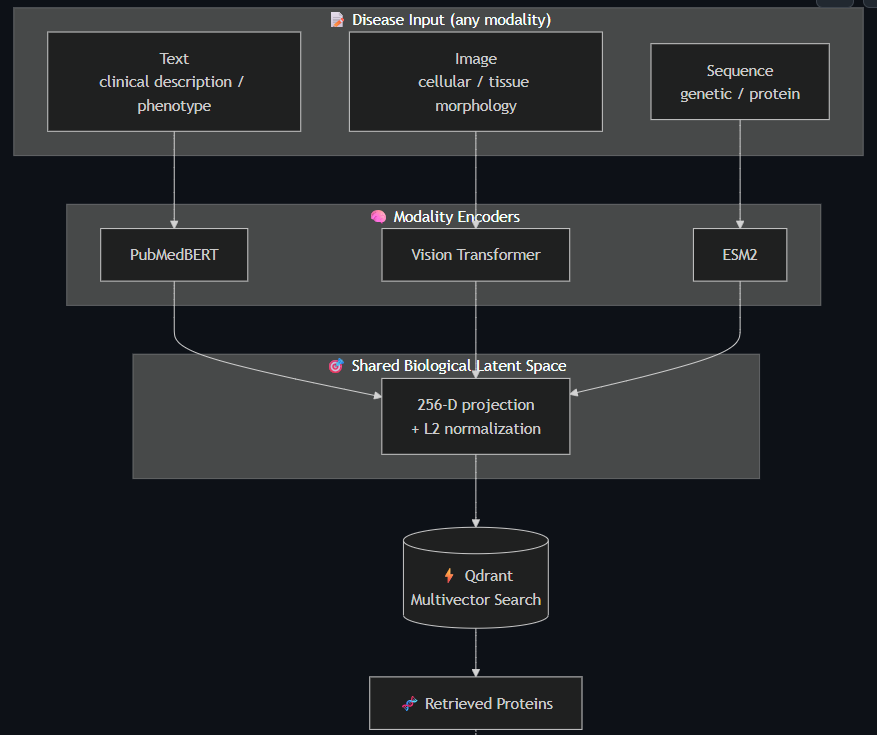 📝 Disease Input (any modality)
Text
clinical description /
phenotype
Image
cellular / tissue
morphology
Sequence
genetic / protein
🧠 Modality Encoders
PubMedBERT
Vision Transformer
ESM2
🎯 Shared Biological Latent Space
256-D projection
+ L2 normalization
⚡ Qdrant
Multivector Search
🧬 Retrieved Proteins